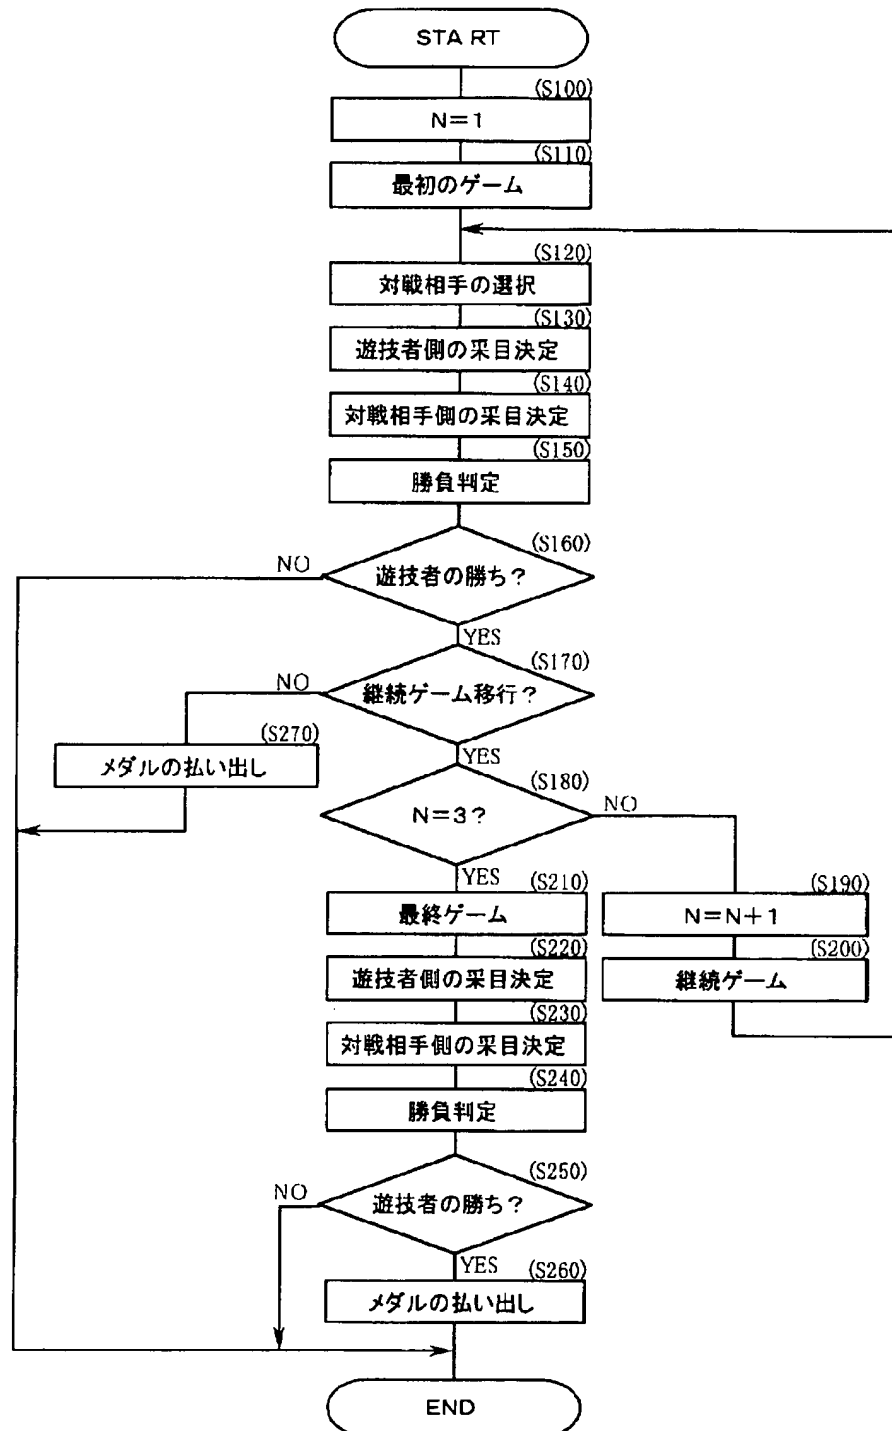 START
(S100)
N=1
(S110)
最初のゲーム
(S120)
対戦相手の選択
(S130)
遊技者側の采目決定
(S140)
対戦相手側の采目決定
(S150)
勝負判定
(S160)
遊技者の勝ち?
NO
YES
(S170)
継続ゲーム移行?
NO
YES
(S270)
メダルの払い出し
(S180)
N=3?
NO
YES
(S190)
N=N+1
(S200)
継続ゲーム
(S210)
最終ゲーム
(S220)
遊技者側の采目決定
(S230)
対戦相手側の采目決定
(S240)
勝負判定
(S250)
遊技者の勝ち?
NO
YES
(S260)
メダルの払い出し
END